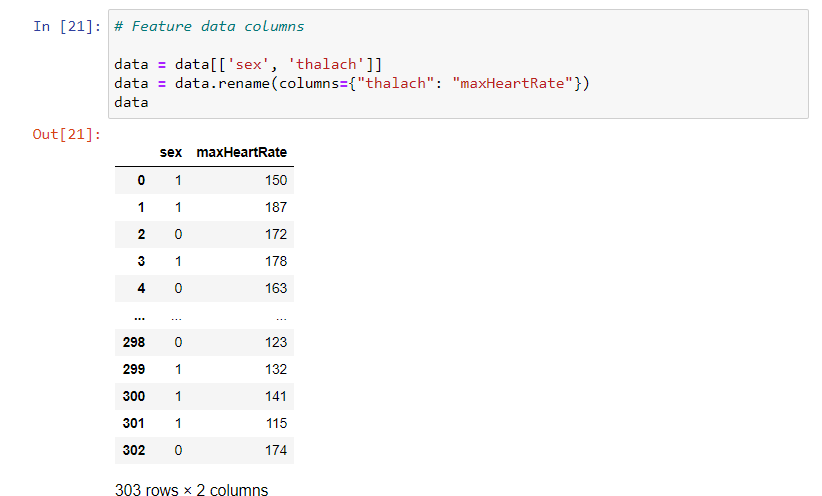 In [21]: # Feature data columns
data = data[['sex', 'thalach']]
data = data.rename(columns={"thalach": "maxHeartRate"})
data
Out[21]:
sex maxHeartRate
0 1 150
1 1 187
2 0 172
3 1 178
4 0 163
... ... ...
298 0 123
299 1 132
300 1 141
301 1 115
302 0 174
303 rows × 2 columns